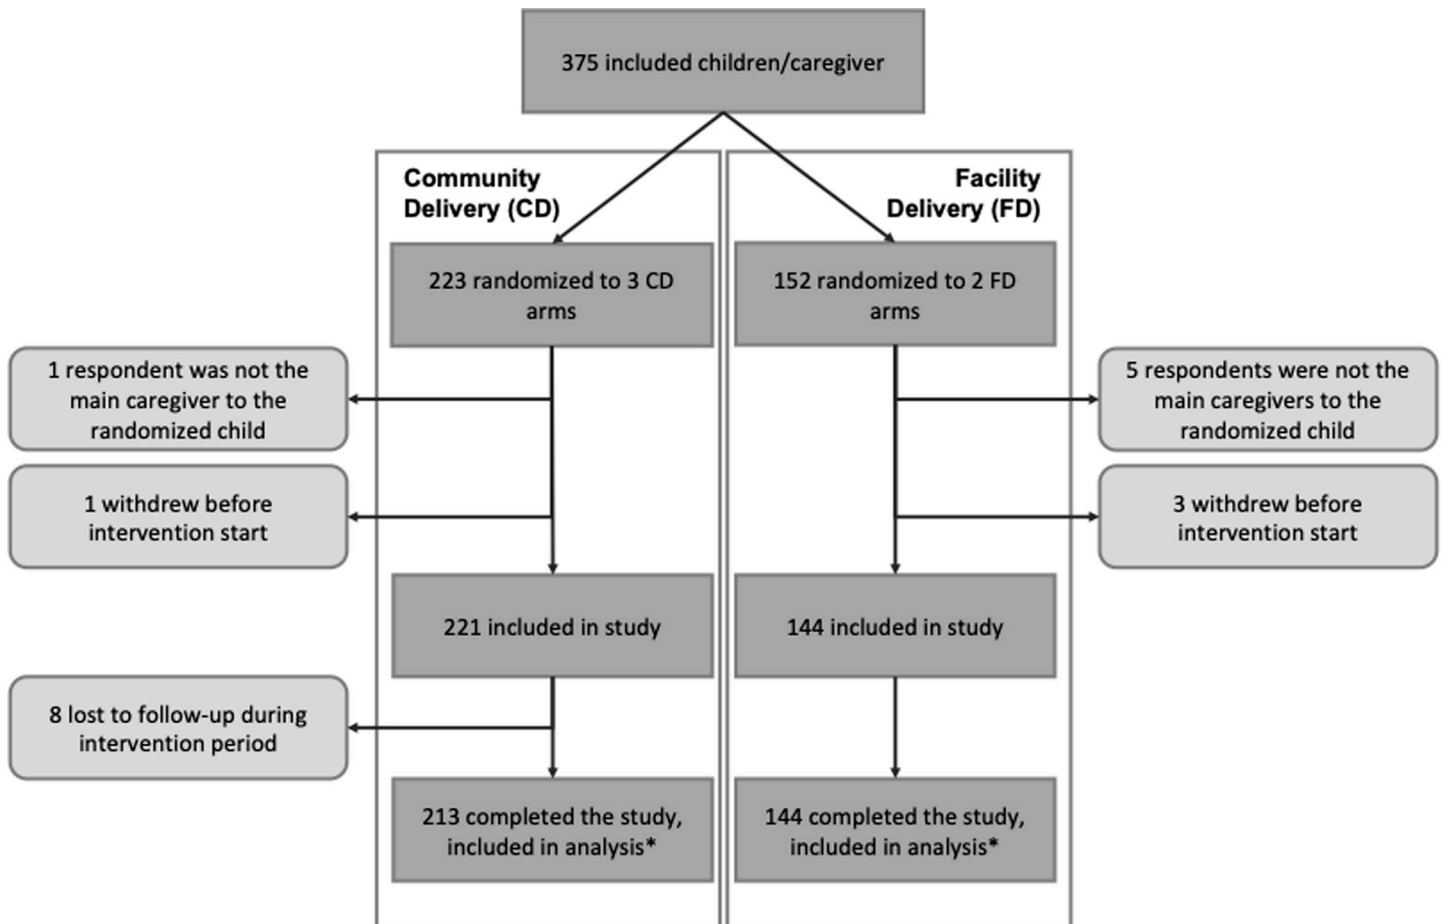 375 included children/caregiver
Community
Delivery (CD)
Facility
Delivery (FD)
223 randomized to 3 CD
arms
152 randomized to 2 FD
arms
1 respondent was not the
main caregiver to the
randomized child
5 respondents were not the
main caregivers to the
randomized child
1 withdrew before
intervention start
3 withdrew before
intervention start
221 included in study
144 included in study
8 lost to follow-up during
intervention period
213 completed the study,
included in analysis*
144 completed the study,
included in analysis*